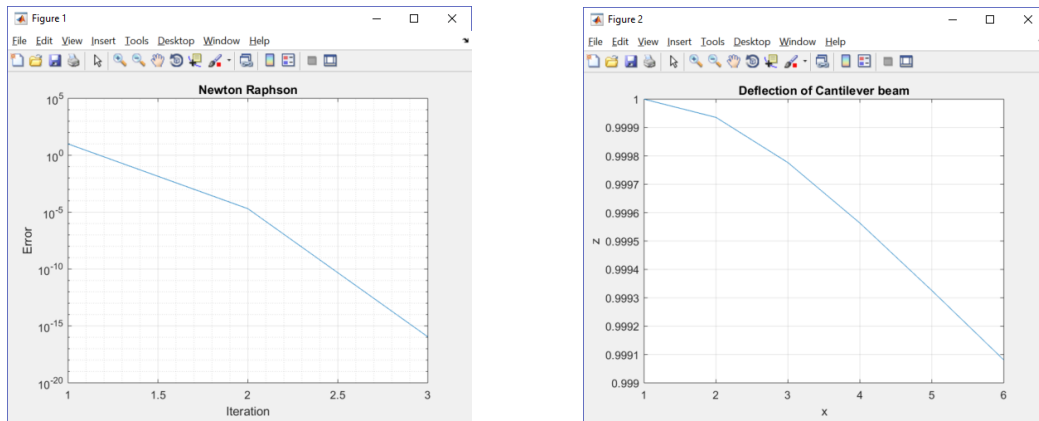 Figure 1
File Edit View Insert Tools Desktop Window Help
Newton Raphson
10^5
10^0
10^-5
10^-10
10^-15
10^-20
Error
1 1.5 2 2.5 3
Iteration
Figure 2
File Edit View Insert Tools Desktop Window Help
Deflection of Cantilever beam
1
0.9999
0.9998
0.9997
0.9996
0.9995
0.9994
0.9993
0.9992
0.9991
0.999
z
1 2 3 4 5 6
x